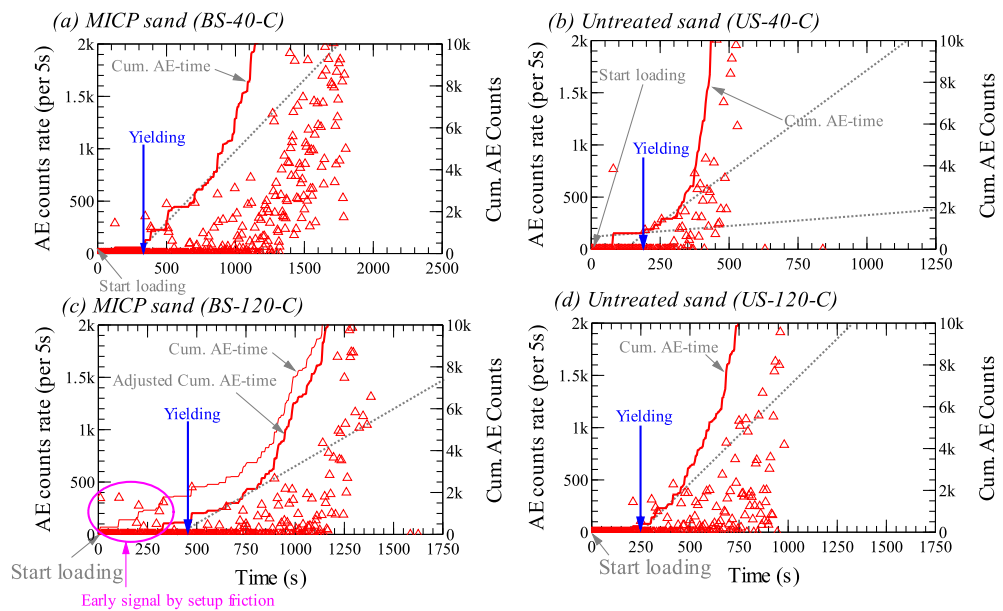 (a) MICP sand (BS-40-C)
AE counts rate (per 5s)
2k
1.5k
1k
500
0
Cum. AE-time
Yielding
Start loading
0 500 1000 1500 2000 2500
10k
8k
6k
4k
2k
0
Cum. AE Counts
(b) Untreated sand (US-40-C)
AE counts rate (per 5s)
2k
1.5k
1k
500
0
Start loading
Cum. AE-time
Yielding
0 250 500 750 1000 1250
10k
8k
6k
4k
2k
0
Cum. AE Counts
(c) MICP sand (BS-120-C)
AE counts rate (per 5s)
2k
1.5k
1k
500
0
Cum. AE-time
Adjusted Cum. AE-time
Yielding
0 250 500 750 1000 1250 1500 1750
10k
8k
6k
4k
2k
0
Cum. AE Counts
Start loading
Time (s)
Early signal by setup friction
(d) Untreated sand (US-120-C)
AE counts rate (per 5s)
2k
1.5k
1k
500
0
Cum. AE-time
Yielding
0 250 500 750 1000 1250 1500 1750
10k
8k
6k
4k
2k
0
Cum. AE Counts
Start loading
Time (s)